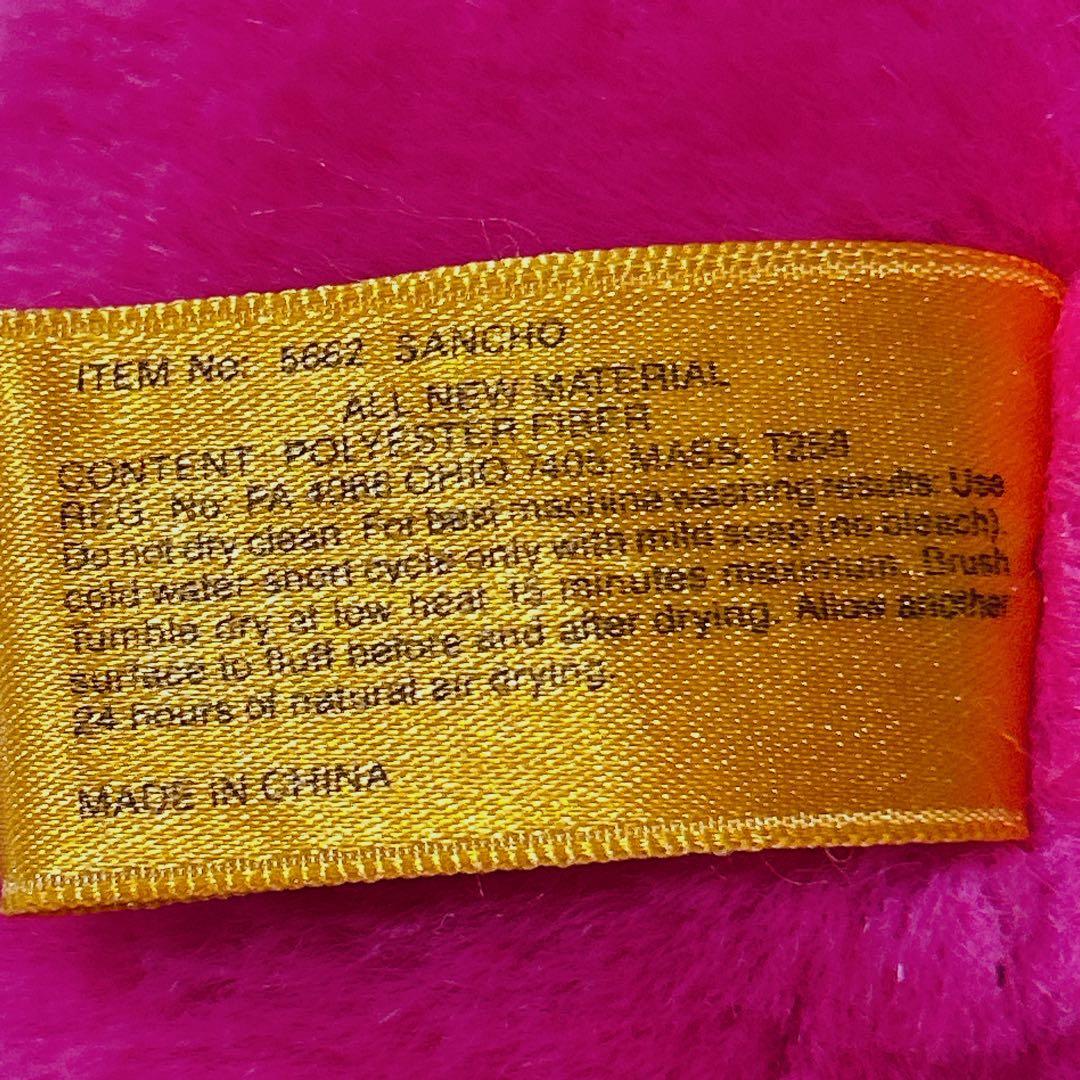 ITEM No: 5662 SANCHO
ALL NEW MATERIAL
CONTENT: POLYESTER FIBER
REG. No. PA 4968 OHIO 7405. MASS. T259
Do not dry clean. For best machine washing results: Use
cold water short cycle only with mild soap (no bleach).
Tumble dry at low heat 15 minutes maximum. Brush
surface to fluff before and after drying. Allow another
24 hours of natural air drying.
MADE IN CHINA